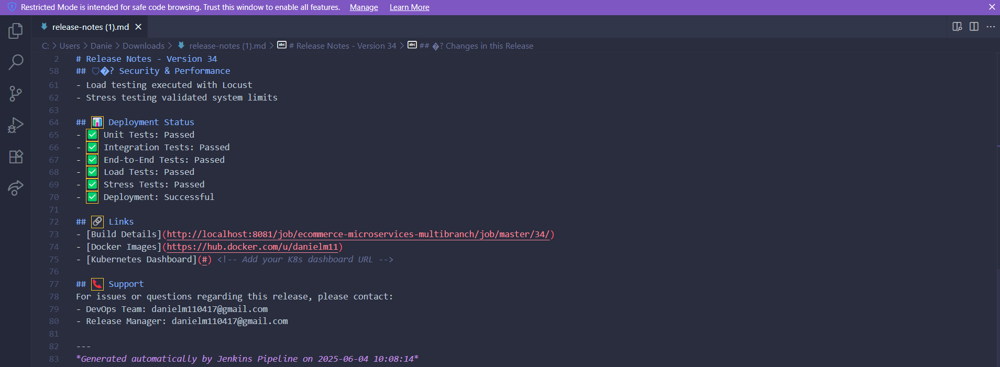 Restricted Mode is intended for safe code browsing. Trust this window to enable all features. Manage Learn More
release-notes (1).md
C: > Users > Danie > Downloads > release-notes (1).md > # Release Notes - Version 34 > ## �? Changes in this Release
2 # Release Notes - Version 34
58 ## 🛡�? Security & Performance
61 - Load testing executed with Locust
62 - Stress testing validated system limits
63
64 ## 📊 Deployment Status
65 - ✅ Unit Tests: Passed
66 - ✅ Integration Tests: Passed
67 - ✅ End-to-End Tests: Passed
68 - ✅ Load Tests: Passed
69 - ✅ Stress Tests: Passed
70 - ✅ Deployment: Successful
71
72 ## 🔗 Links
73 - [Build Details](http://localhost:8081/job/ecommerce-microservices-multibranch/job/master/34/)
74 - [Docker Images](https://hub.docker.com/u/danielm11)
75 - [Kubernetes Dashboard](#) <!-- Add your K8s dashboard URL -->
76
77 ## 📞 Support
78 For issues or questions regarding this release, please contact:
79 - DevOps Team: danielm110417@gmail.com
80 - Release Manager: danielm110417@gmail.com
81
82 ---
83 *Generated automatically by Jenkins Pipeline on 2025-06-04 10:08:14*